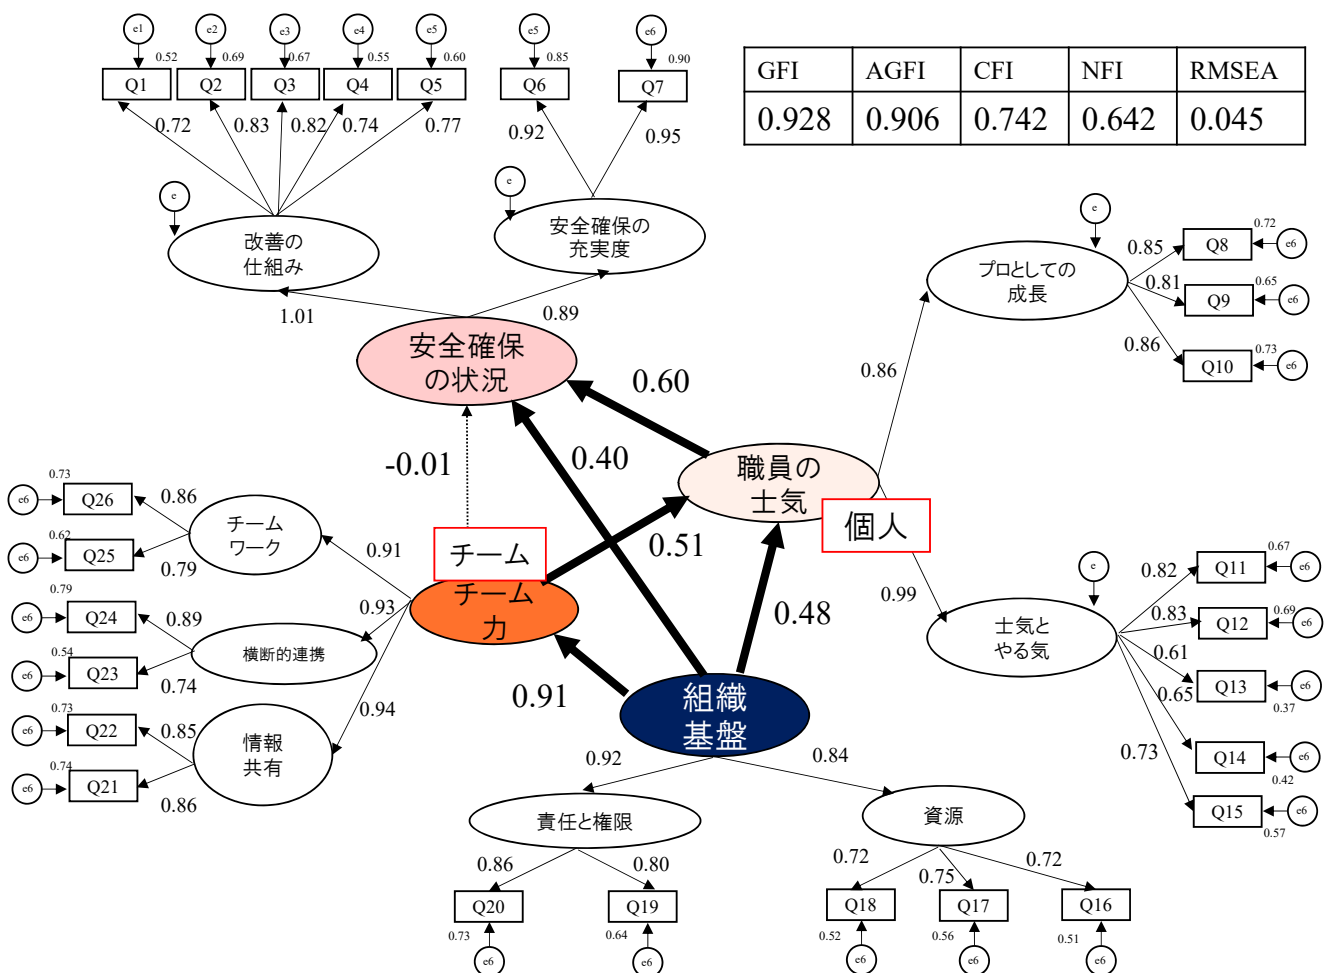 e1
e2
e3
e4
e5
e5
e6
0.52
0.69
0.67
0.55
0.60
0.85
0.90
Q1
Q2
Q3
Q4
Q5
Q6
Q7
0.72
0.83
0.82
0.74
0.77
0.92
0.95
GFI AGFI CFI NFI RMSEA
0.928 0.906 0.742 0.642 0.045
e
改善の
仕組み
e
安全確保の
充実度
1.01
0.89
安全確保
の状況
e
プロとしての
成長
0.85
0.81
0.86
0.72
Q8
e6
0.65
Q9
e6
0.73
Q10
e6
0.86
0.60
0.40
-0.01
職員の
士気
個人
0.51
0.48
0.99
チーム
チーム
力
0.91
0.73
e6
Q26
0.86
0.62
e6
Q25
0.79
チーム
ワーク
0.91
0.79
e6
Q24
0.89
0.54
e6
Q23
0.74
横断的連携
0.93
0.73
e6
Q22
0.85
0.74
e6
Q21
0.86
情報
共有
0.94
e
士気と
やる気
0.82
0.83
0.61
0.65
0.73
0.67
Q11
e6
0.69
Q12
e6
Q13
e6
0.37
Q14
e6
0.42
Q15
e6
0.57
組織
基盤
0.92
0.84
責任と権限
資源
0.86
0.80
0.72
0.75
0.72
Q20
Q19
Q18
Q17
Q16
0.73
0.64
0.52
0.56
0.51
e6
e6
e6
e6
e6